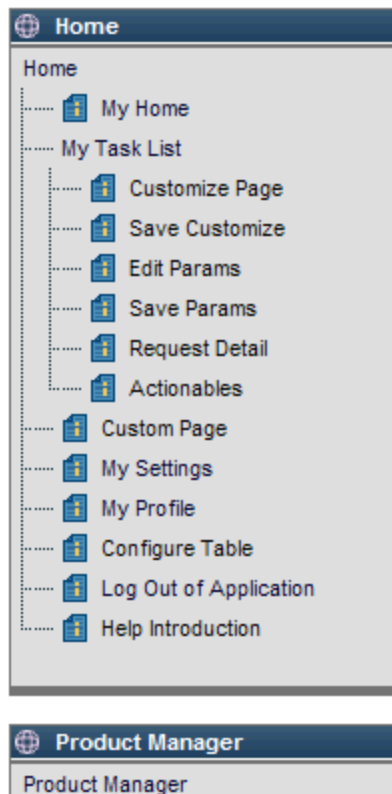 Home
Home
My Home
My Task List
Customize Page
Save Customize
Edit Params
Save Params
Request Detail
Actionables
Custom Page
My Settings
My Profile
Configure Table
Log Out of Application
Help Introduction
Product Manager
Product Manager